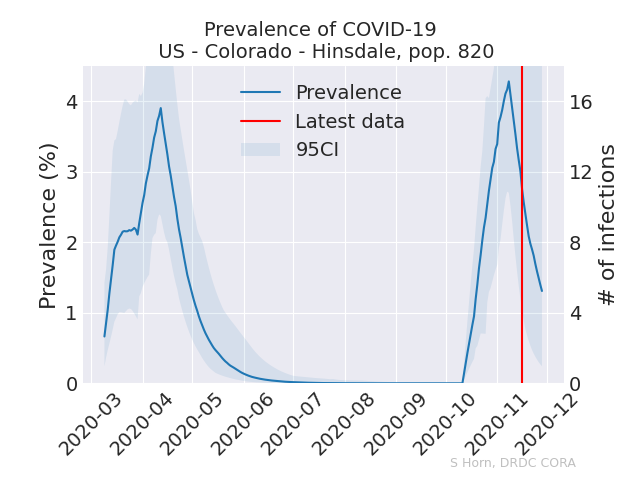 Prevalence of COVID-19
US - Colorado - Hinsdale, pop. 820
Prevalence (%)
4
3
2
1
0
Prevalence
Latest data
95CI
# of infections
16
12
8
4
0
2020-03
2020-04
2020-05
2020-06
2020-07
2020-08
2020-09
2020-10
2020-11
2020-12
S Horn, DRDC CORA